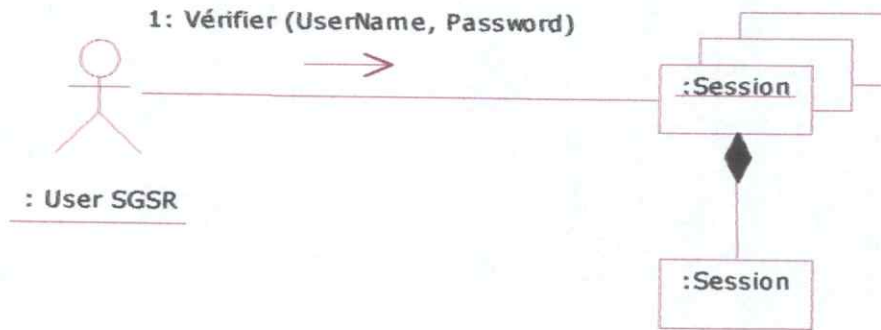 1: Vérifier (UserName, Password)
:Session
: User SGSR
:Session